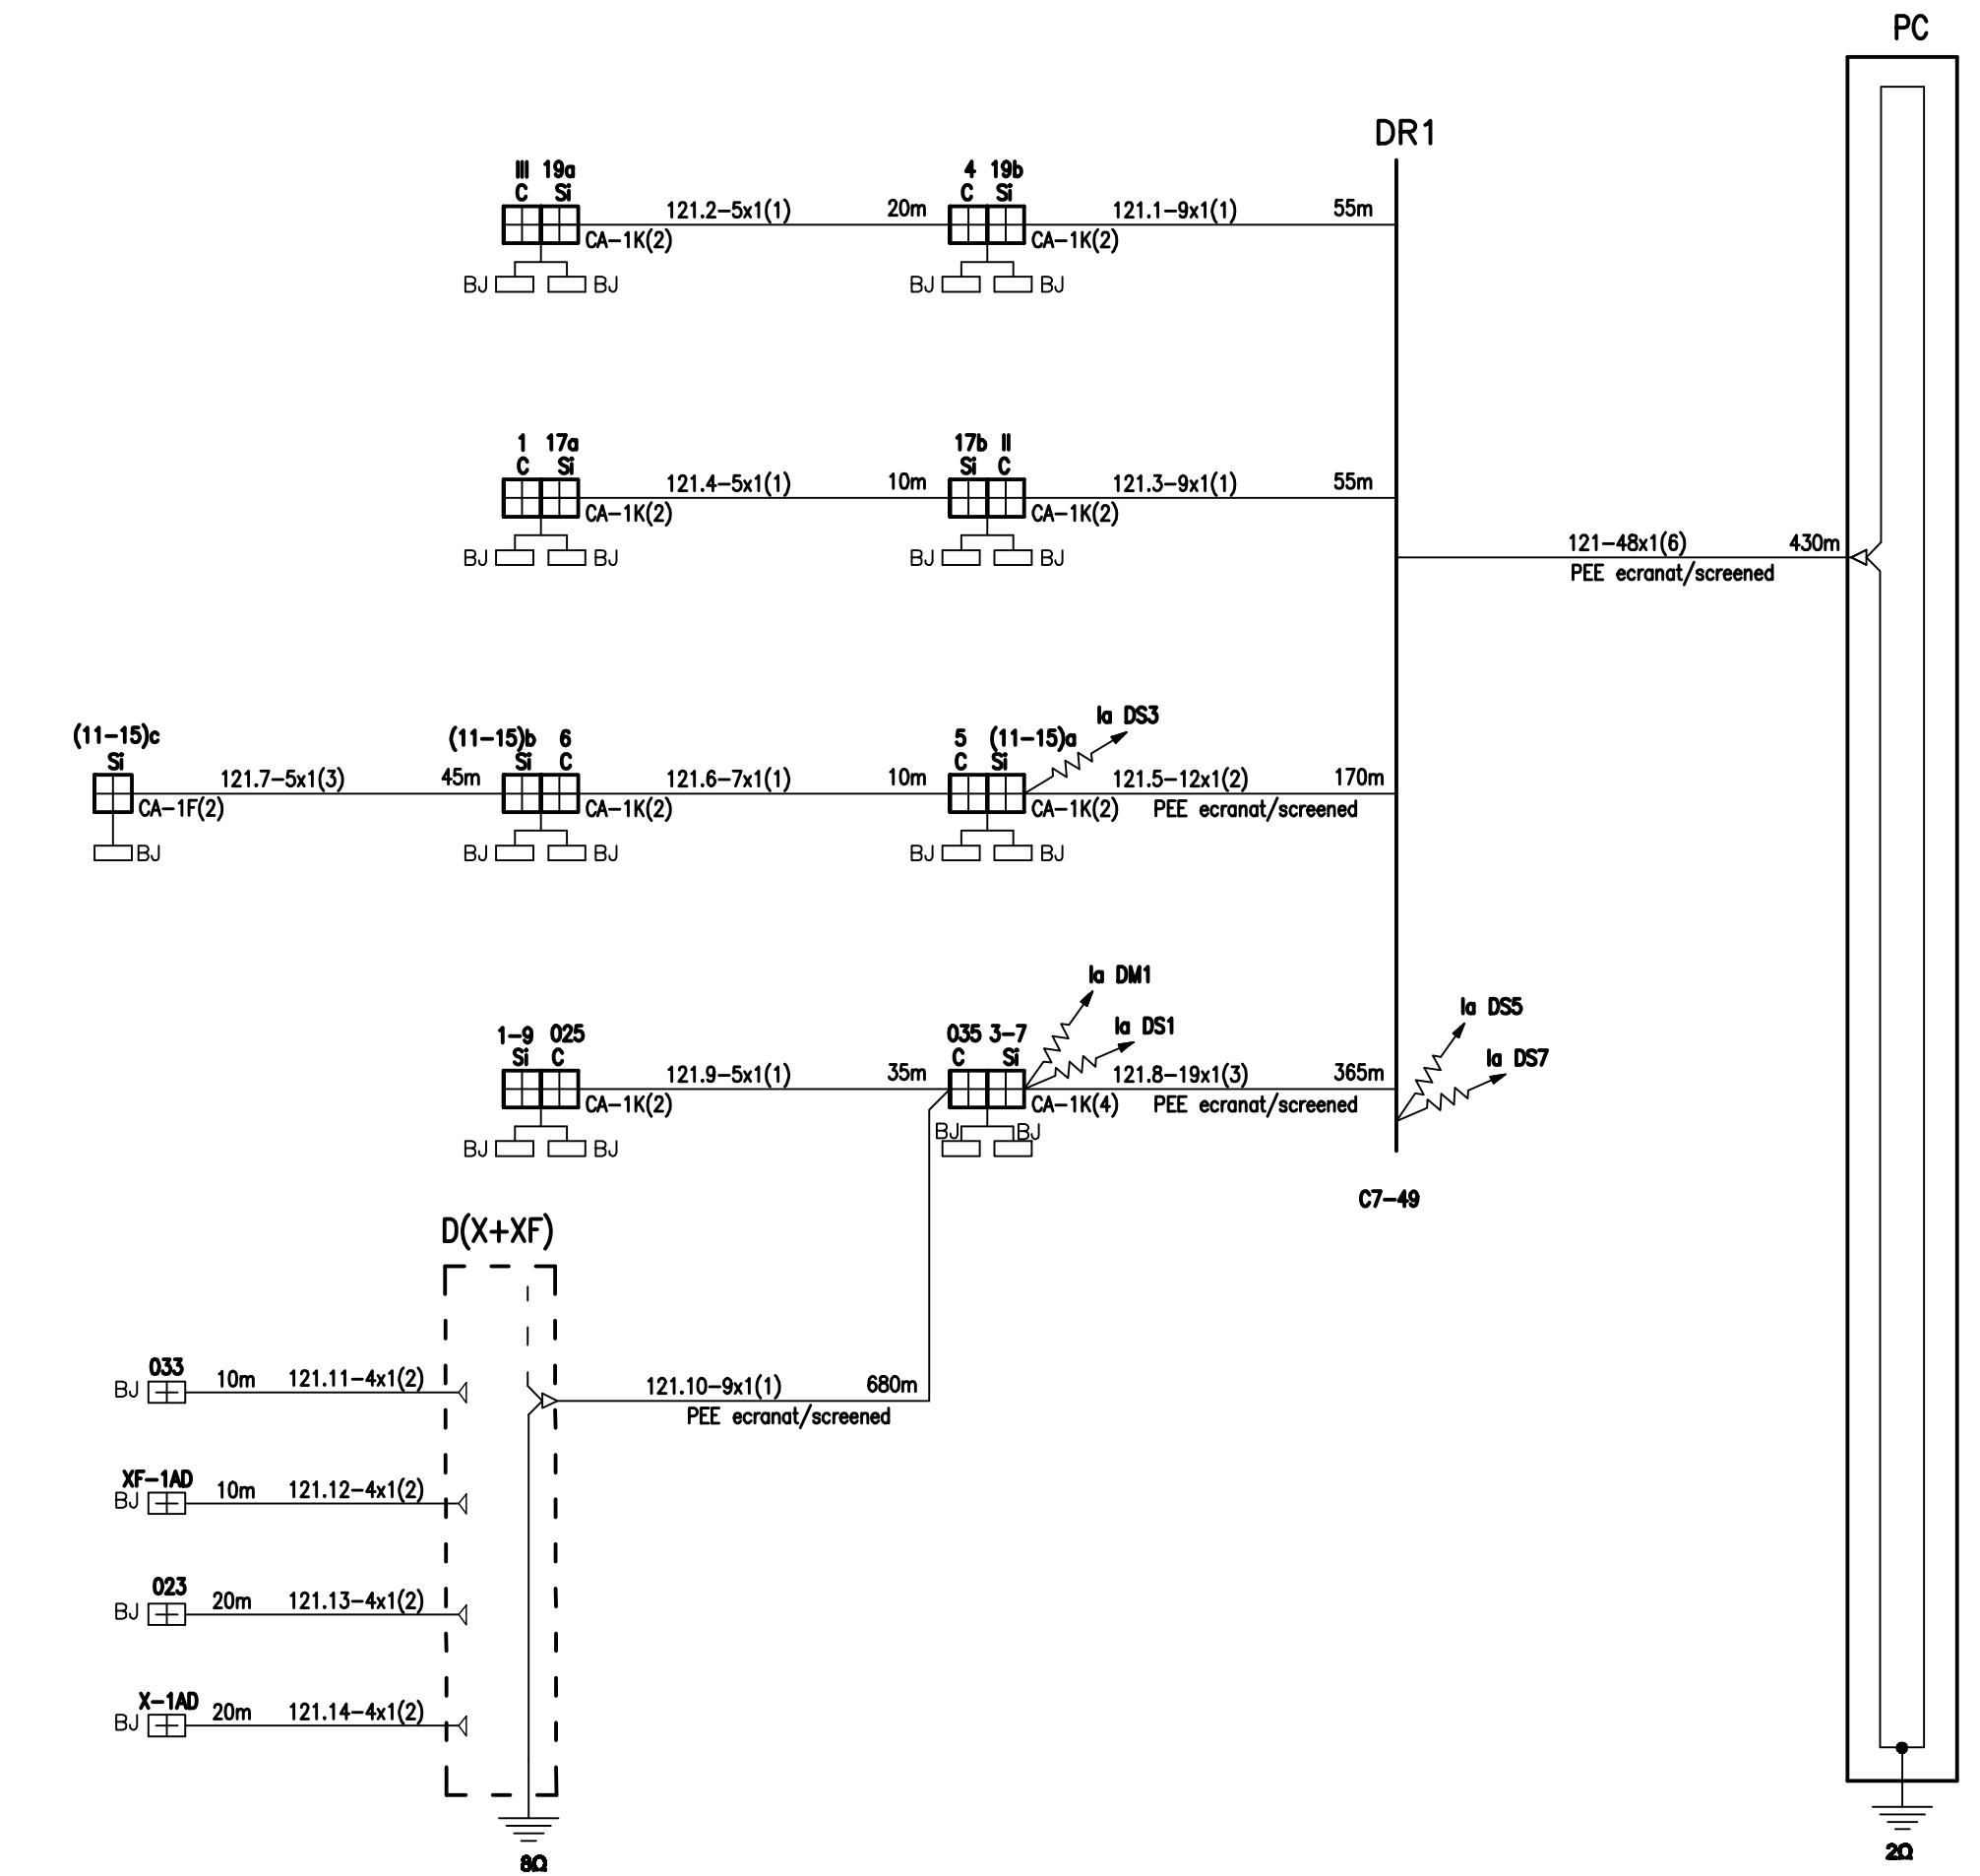 PC
DR1
III 19a
C Si
121.2-5x1(1) 20m
CA-1K(2)
BJ BJ
4 19b
C Si
121.1-9x1(1) 55m
CA-1K(2)
BJ BJ
1 17a
C Si
121.4-5x1(1) 10m
CA-1K(2)
BJ BJ
17b II
Si C
121.3-9x1(1) 55m
CA-1K(2)
BJ BJ
121-48x1(6) 430m
PEE ecranat/screened
(11-15)c
Si
121.7-5x1(3) 45m
CA-1F(2)
BJ
(11-15)b 6
Si C
121.6-7x1(1) 10m
CA-1K(2)
BJ BJ
la DS3
5 (11-15)a
C Si
121.5-12x1(2) 170m
CA-1K(2) PEE ecranat/screened
BJ BJ
1-9 025
Si C
121.9-5x1(1) 35m
CA-1K(2)
BJ BJ
la DM1
la DS1
035 3-7
C Si
121.8-19x1(3) 365m
CA-1K(4) PEE ecranat/screened
BJ BJ
la DS5
la DS7
C7-49
D(X+XF)
033
BJ 10m 121.11-4x1(2)
121.10-9x1(1) 680m
PEE ecranat/screened
XF-1AD
BJ 10m 121.12-4x1(2)
023
BJ 20m 121.13-4x1(2)
X-1AD
BJ 20m 121.14-4x1(2)
8Ω
2Ω